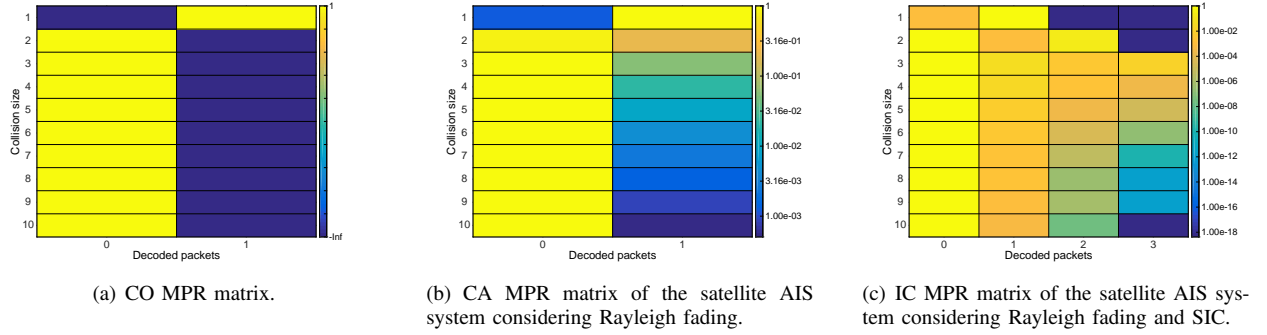 1
2
3
4
5
6
7
8
9
10
Collision size
0 1
Decoded packets
1
-Inf
(a) CO MPR matrix.
1
2
3
4
5
6
7
8
9
10
Collision size
0 1
Decoded packets
1
3.16e-01
1.00e-01
3.16e-02
1.00e-02
3.16e-03
1.00e-03
(b) CA MPR matrix of the satellite AIS
system considering Rayleigh fading.
1
2
3
4
5
6
7
8
9
10
Collision size
0 1 2 3
Decoded packets
1
1.00e-02
1.00e-04
1.00e-06
1.00e-08
1.00e-10
1.00e-12
1.00e-14
1.00e-16
1.00e-18
(c) IC MPR matrix of the satellite AIS sys-
tem considering Rayleigh fading and SIC.